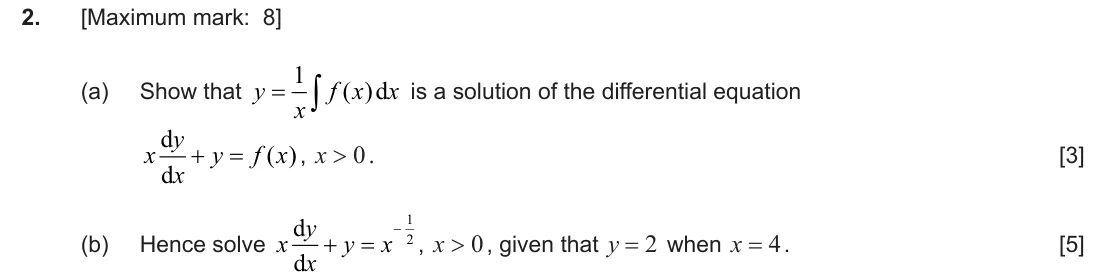 2. [Maximum mark: 8]
(a) Show that y = 1/x ∫ f(x)dx is a solution of the differential equation
x dy/dx + y = f(x), x > 0. [3]
(b) Hence solve x dy/dx + y = x^(-1/2), x > 0, given that y = 2 when x = 4. [5]